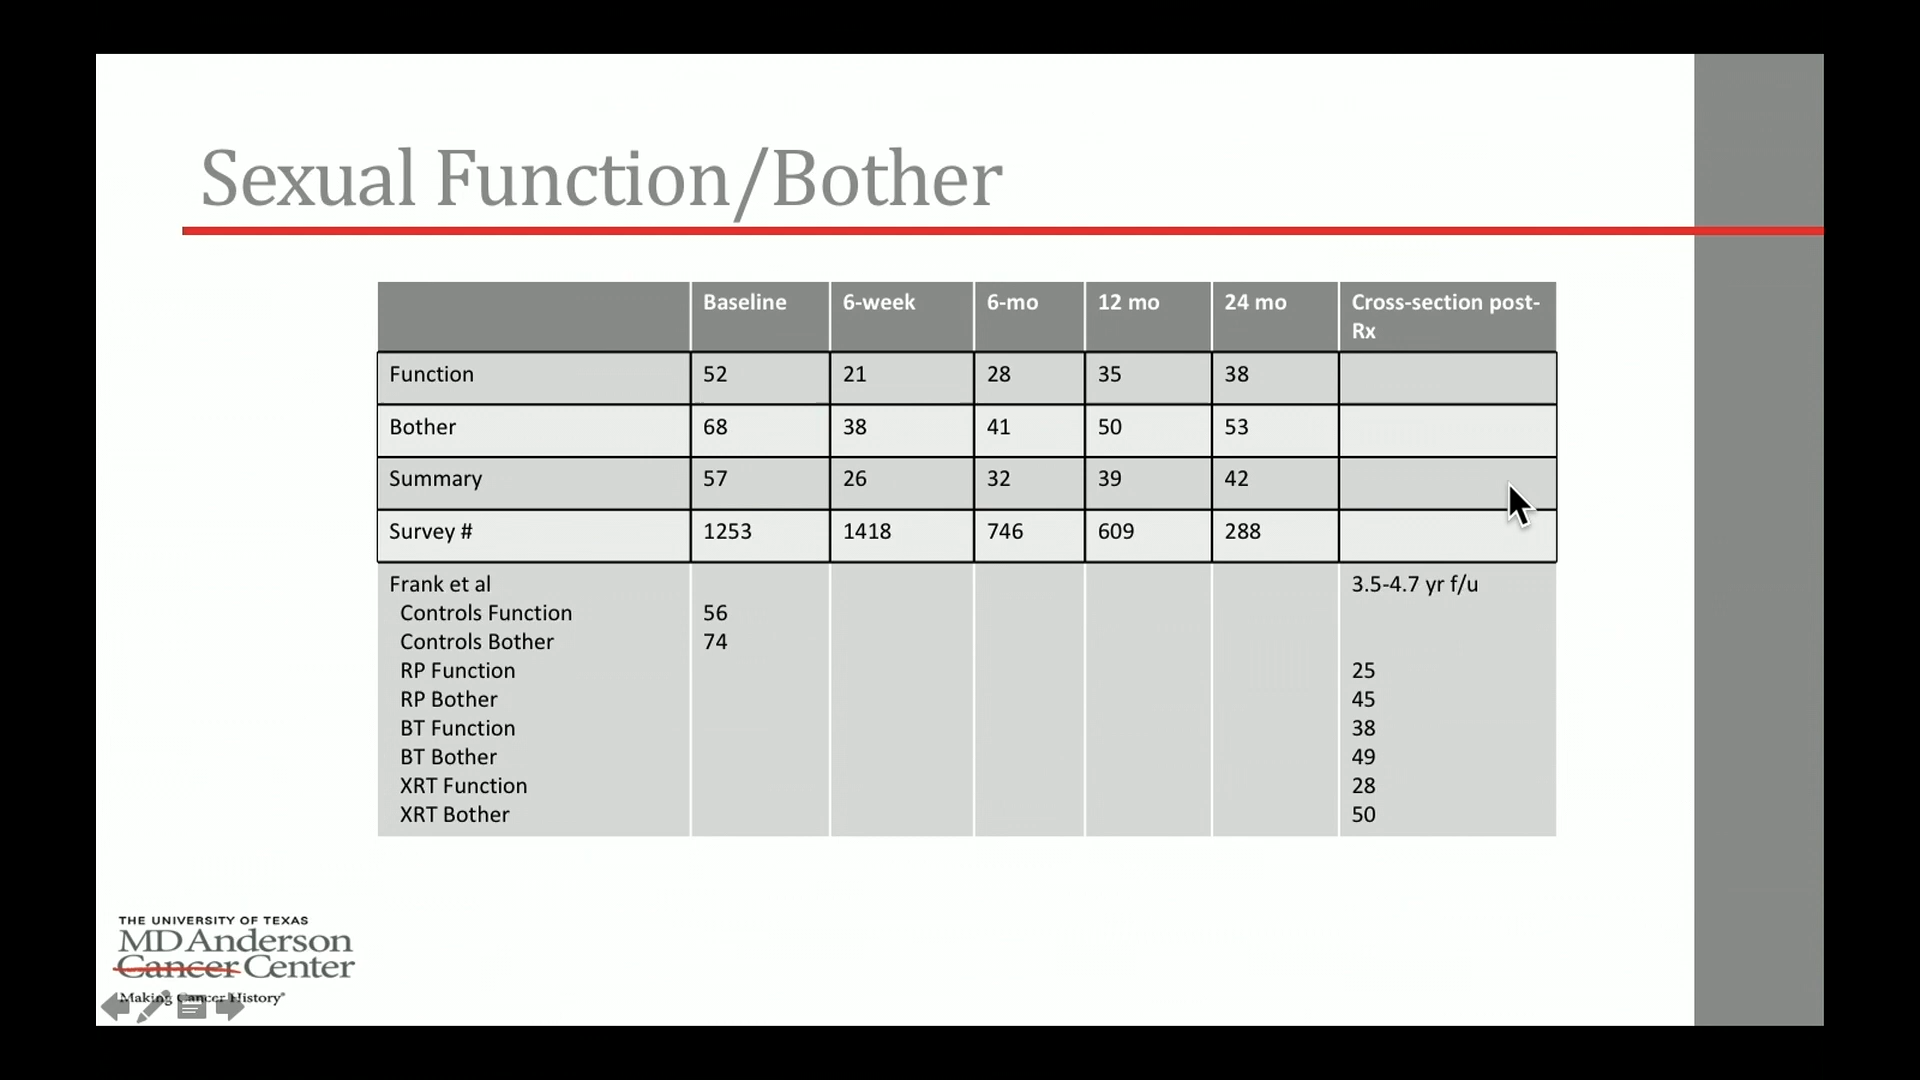 Sexual Function/Bother
Baseline 6-week 6-mo 12 mo 24 mo Cross-section post-
Rx
Function 52 21 28 35 38
Bother 68 38 41 50 53
Summary 57 26 32 39 42
Survey # 1253 1418 746 609 288
Frank et al 3.5-4.7 yr f/u
Controls Function 56
Controls Bother 74
RP Function 25
RP Bother 45
BT Function 38
BT Bother 49
XRT Function 28
XRT Bother 50
THE UNIVERSITY OF TEXAS
MD Anderson
Cancer Center
Making Cancer History®